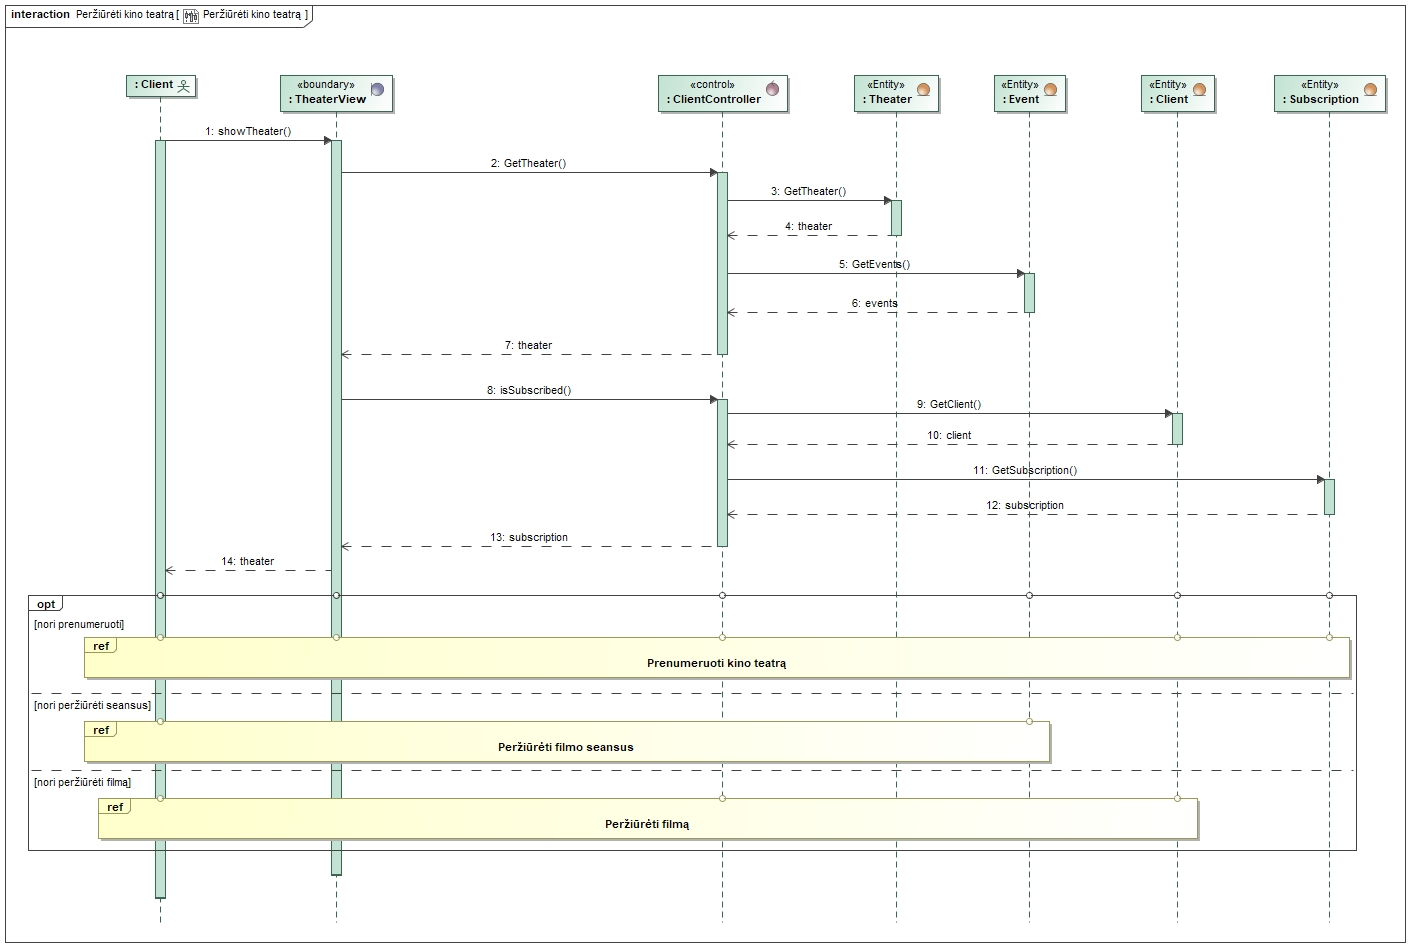 interaction Peržiūrėti kino teatrą [ Peržiūrėti kino teatrą ]
: Client
«boundary»
: TheaterView
«control»
: ClientController
«Entity»
: Theater
«Entity»
: Event
«Entity»
: Client
«Entity»
: Subscription
1: showTheater()
2: GetTheater()
3: GetTheater()
4: theater
5: GetEvents()
6: events
7: theater
8: isSubscribed()
9: GetClient()
10: client
11: GetSubscription()
12: subscription
13: subscription
14: theater
opt
[nori prenumeruoti]
ref
Prenumeruoti kino teatrą
[nori peržiūrėti seansus]
ref
Peržiūrėti filmo seansus
[nori peržiūrėti filmą]
ref
Peržiūrėti filmą